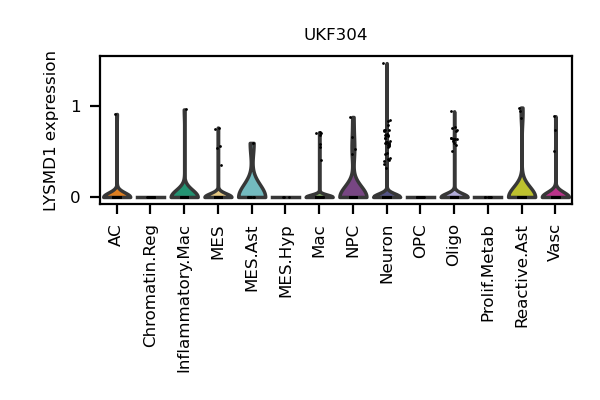 UKF304
LYSMD1 expression
1
0
AC
Chromatin.Reg
Inflammatory.Mac
MES
MES.Ast
MES.Hyp
Mac
NPC
Neuron
OPC
Oligo
Prolif.Metab
Reactive.Ast
Vasc